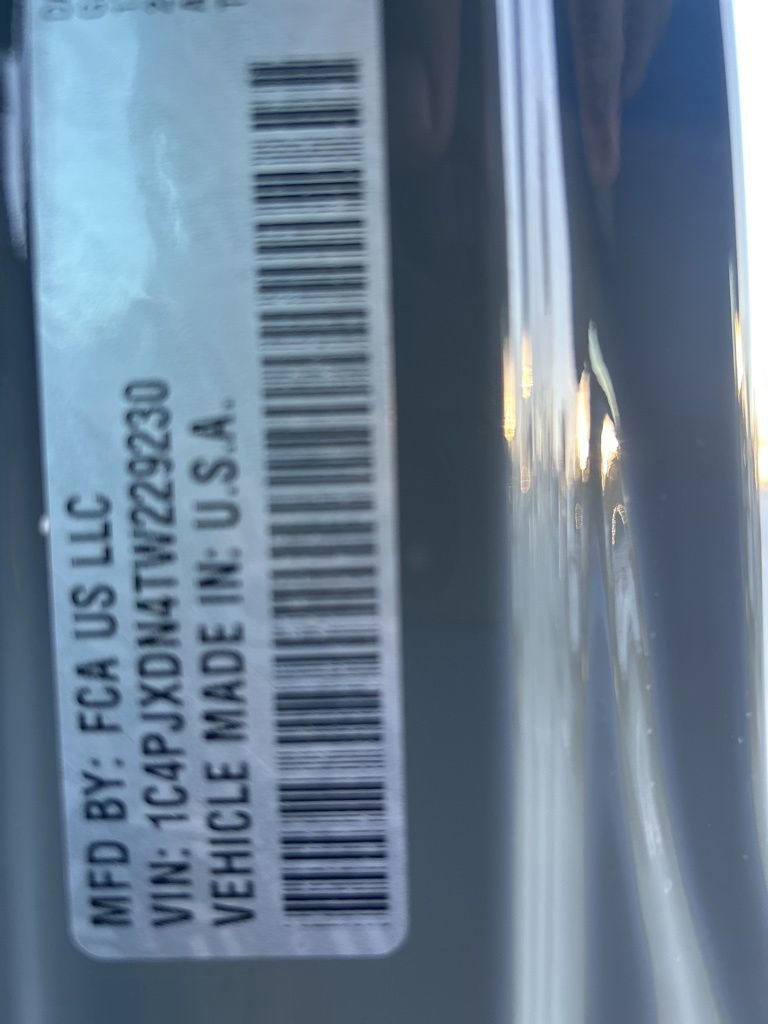 MFD BY: FCA US LLC
VIN: 1C4PJXDN4TW229230
VEHICLE MADE IN: U.S.A.